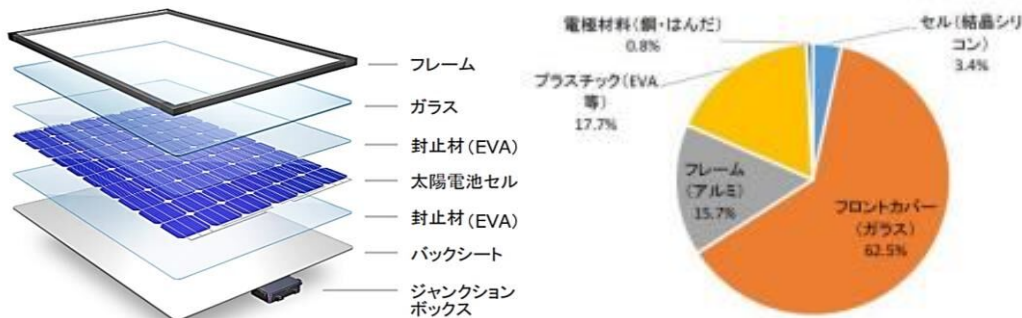 フレーム
ガラス
封止材(EVA)
太陽電池セル
封止材(EVA)
バックシート
ジャンクション
ボックス
電極材料(銅・はんだ)
0.8%
セル(結晶シリ
コン)
3.4%
プラスチック(EVA
等)
17.7%
フレーム
(アルミ)
15.7%
フロントカバー
(ガラス)
62.5%